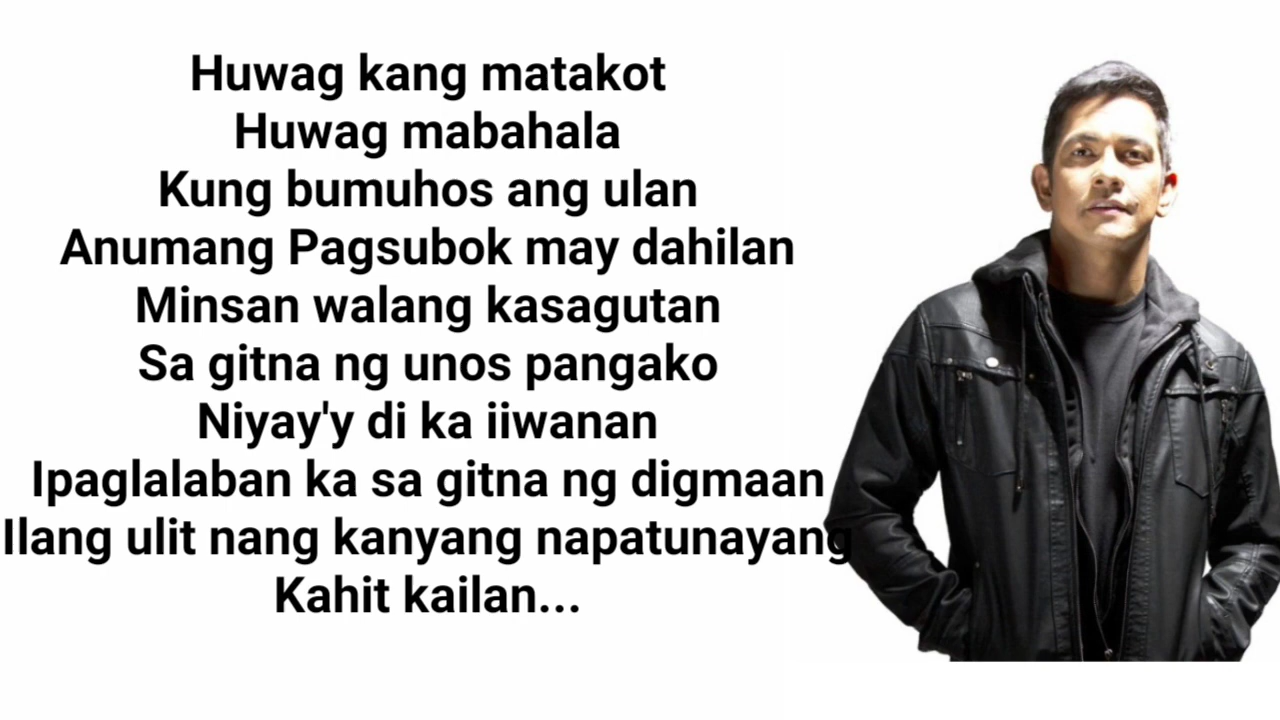 Huwag kang matakot
Huwag mabahala
Kung bumuhos ang ulan
Anumang Pagsubok may dahilan
Minsan walang kasagutan
Sa gitna ng unos pangako
Niyay'y di ka iiwanan
Ipaglalaban ka sa gitna ng digmaan
Ilang ulit nang kanyang napatunayang
Kahit kailan...